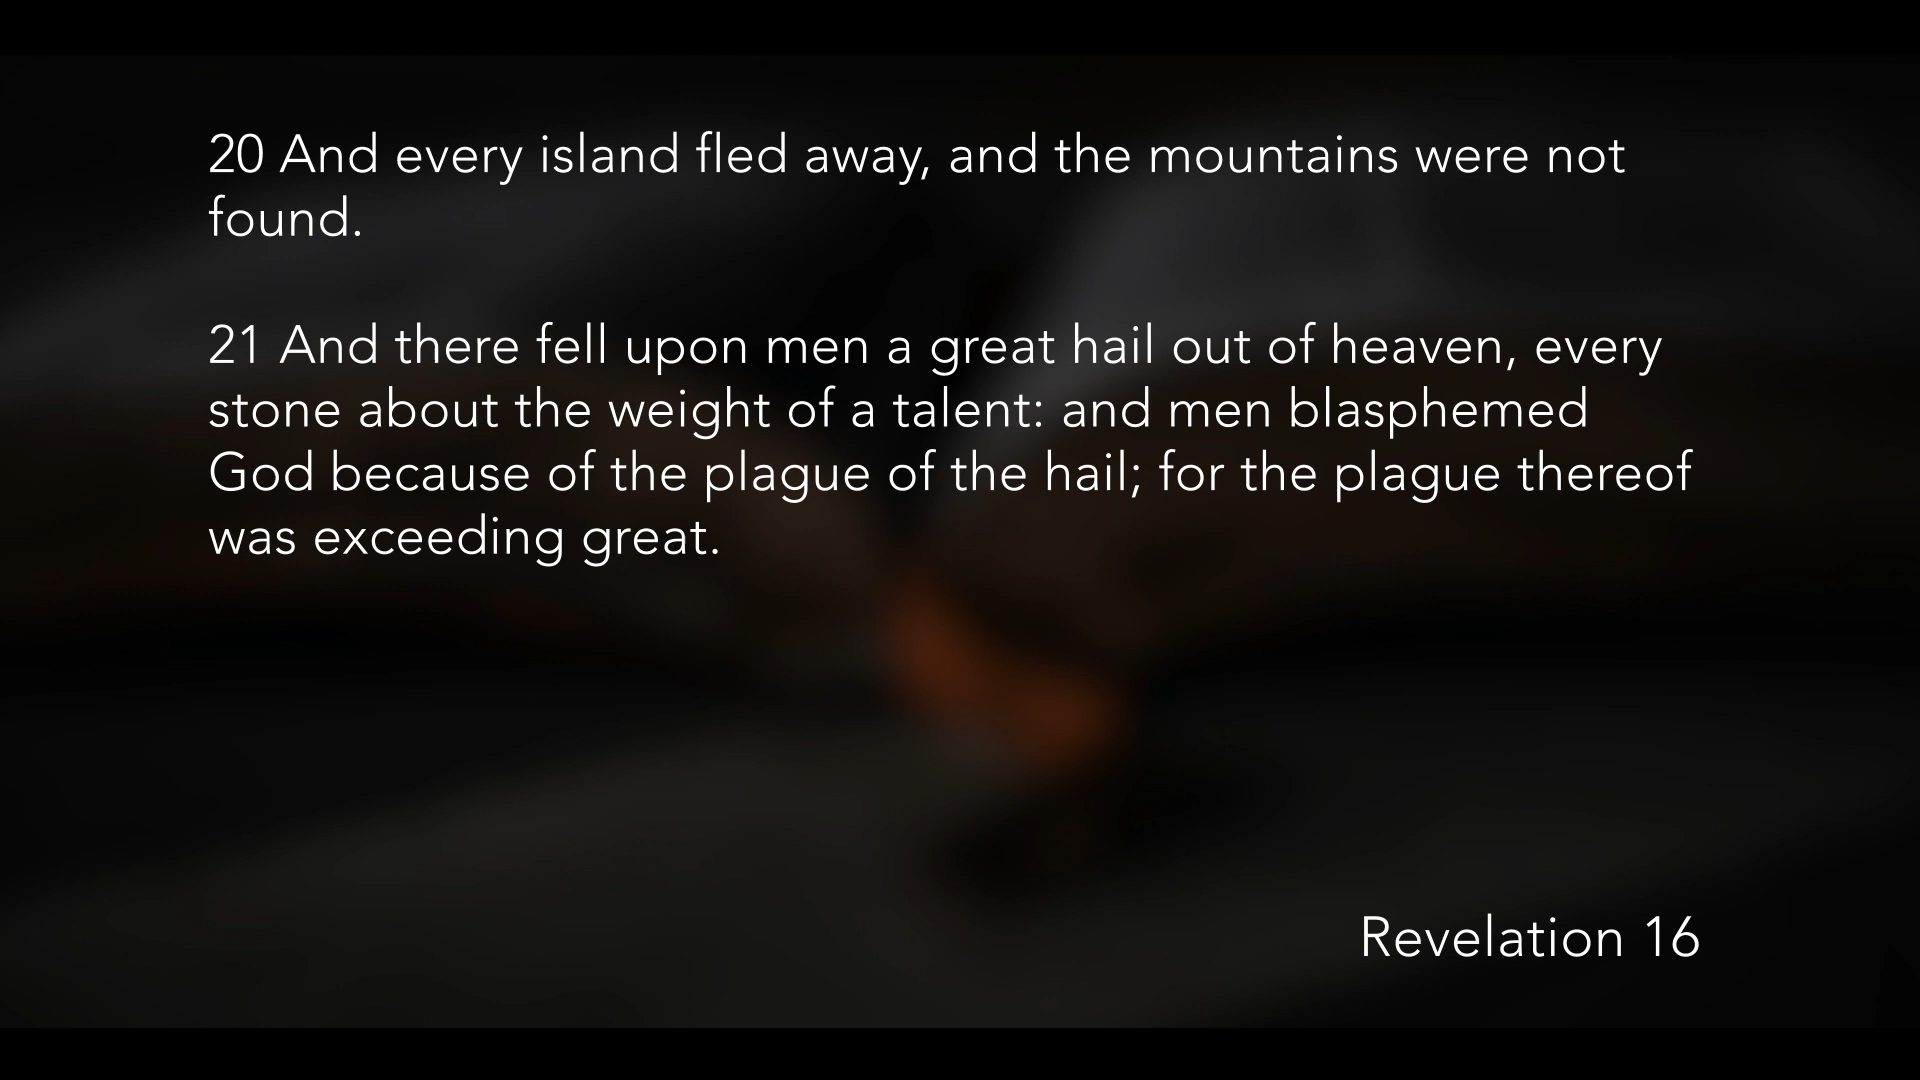 20 And every island fled away, and the mountains were not
found.
21 And there fell upon men a great hail out of heaven, every
stone about the weight of a talent: and men blasphemed
God because of the plague of the hail; for the plague thereof
was exceeding great.
Revelation 16